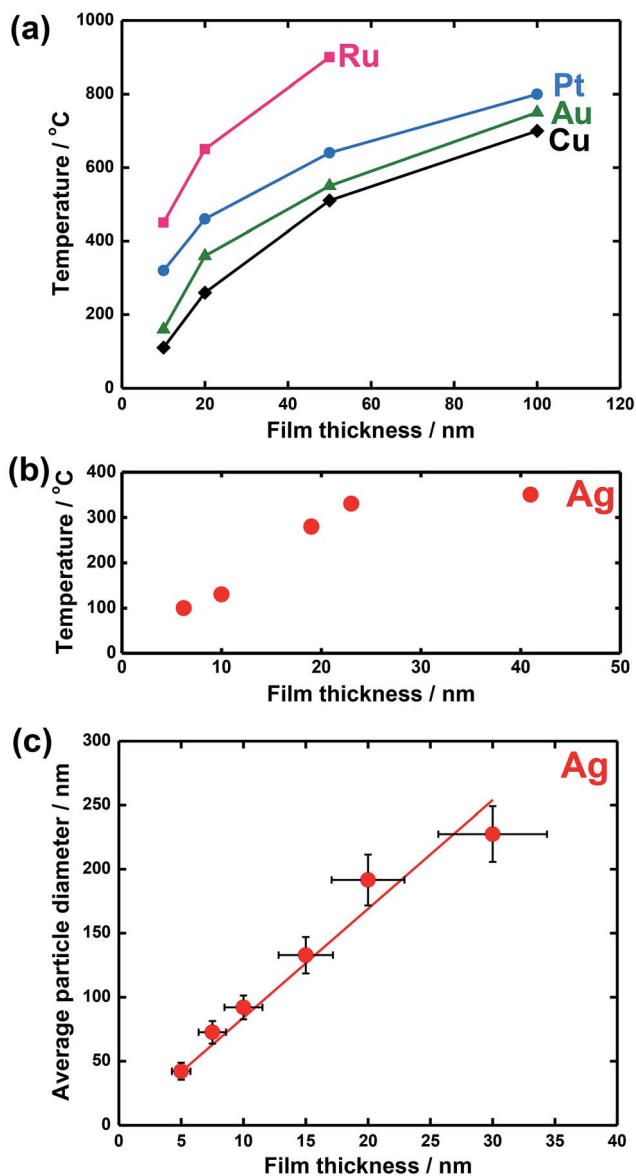 (a)
1000
800
600
400
200
0
Temperature / °C
Ru
Pt
Au
Cu
0 20 40 60 80 100 120
Film thickness / nm
(b)
400
300
200
100
0
Temperature / °C
Ag
0 10 20 30 40 50
Film thickness / nm
(c)
300
250
200
150
100
50
0
Average particle diameter / nm
Ag
0 5 10 15 20 25 30 35 40
Film thickness / nm